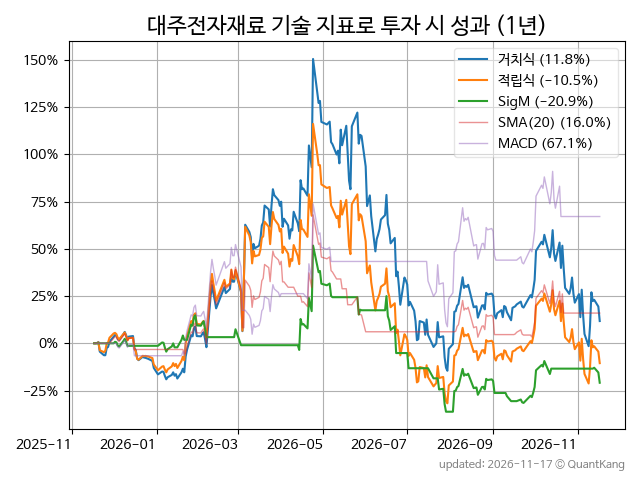 대주전자재료 기술 지표로 투자 시 성과 (1년)
거치식 (11.8%)
적립식 (−10.5%)
SigM (−20.9%)
SMA(20) (16.0%)
MACD (67.1%)
150%
125%
100%
75%
50%
25%
0%
−25%
2025-11 2026-01 2026-03 2026-05 2026-07 2026-09 2026-11
updated: 2026-11-17 © QuantKang